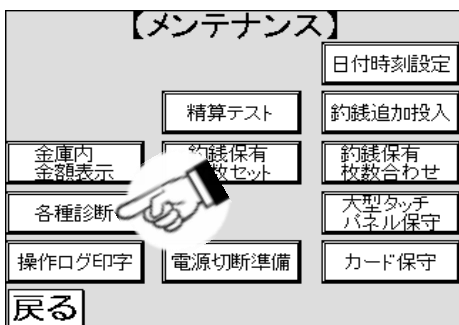 【メンテナンス】
日付時刻設定
精算テスト
釣銭追加投入
金庫内
金額表示
釣銭保有
数セット
釣銭保有
枚数合わせ
各種診断
大型タッチ
パネル保守
操作ログ印字
電源切断準備
カード保守
戻る